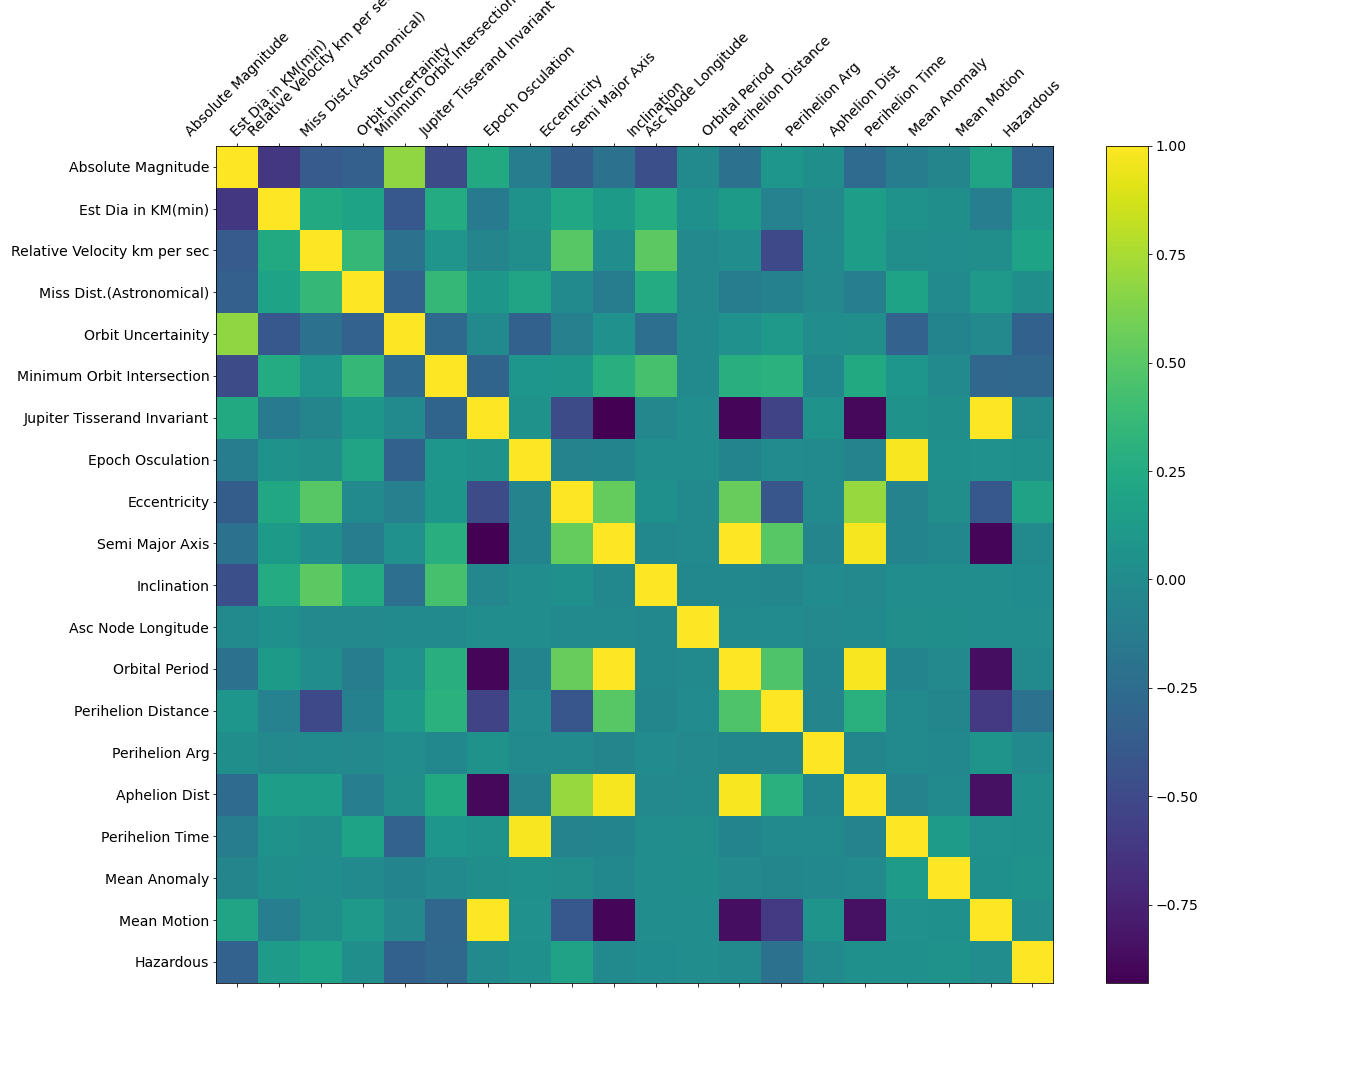 Absolute Magnitude
Est Dia in KM(min)
Relative Velocity km per sec
Miss Dist.(Astronomical)
Orbit Uncertainity
Minimum Orbit Intersection
Jupiter Tisserand Invariant
Epoch Osculation
Eccentricity
Semi Major Axis
Inclination
Asc Node Longitude
Orbital Period
Perihelion Distance
Perihelion Arg
Aphelion Dist
Perihelion Time
Mean Anomaly
Mean Motion
Hazardous
Absolute Magnitude
Est Dia in KM(min)
Relative Velocity km per sec
Miss Dist.(Astronomical)
Orbit Uncertainity
Minimum Orbit Intersection
Jupiter Tisserand Invariant
Epoch Osculation
Eccentricity
Semi Major Axis
Inclination
Asc Node Longitude
Orbital Period
Perihelion Distance
Perihelion Arg
Aphelion Dist
Perihelion Time
Mean Anomaly
Mean Motion
Hazardous
1.00
0.75
0.50
0.25
0.00
−0.25
−0.50
−0.75